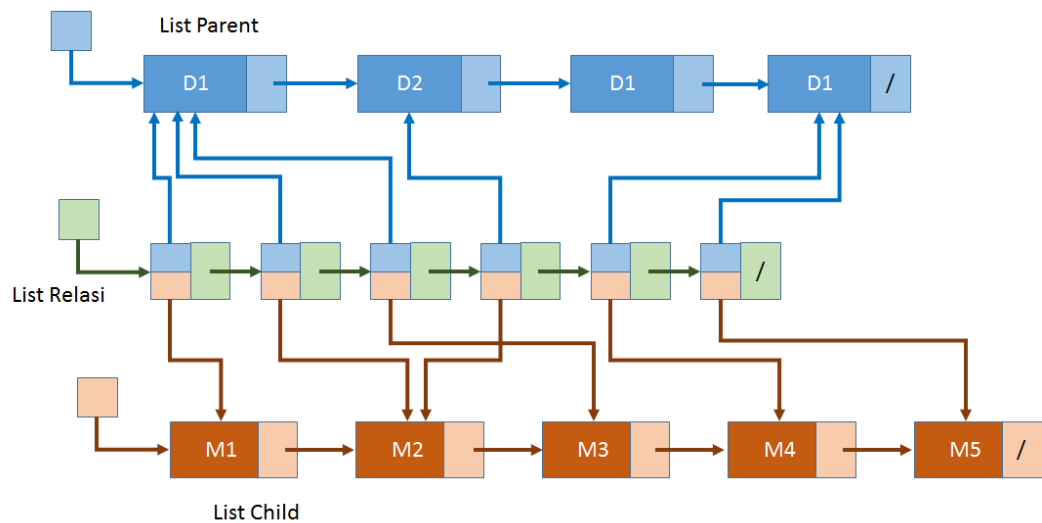 List Parent
D1
D2
D1
D1
/
List Relasi
/
M1
M2
M3
M4
M5
/
List Child